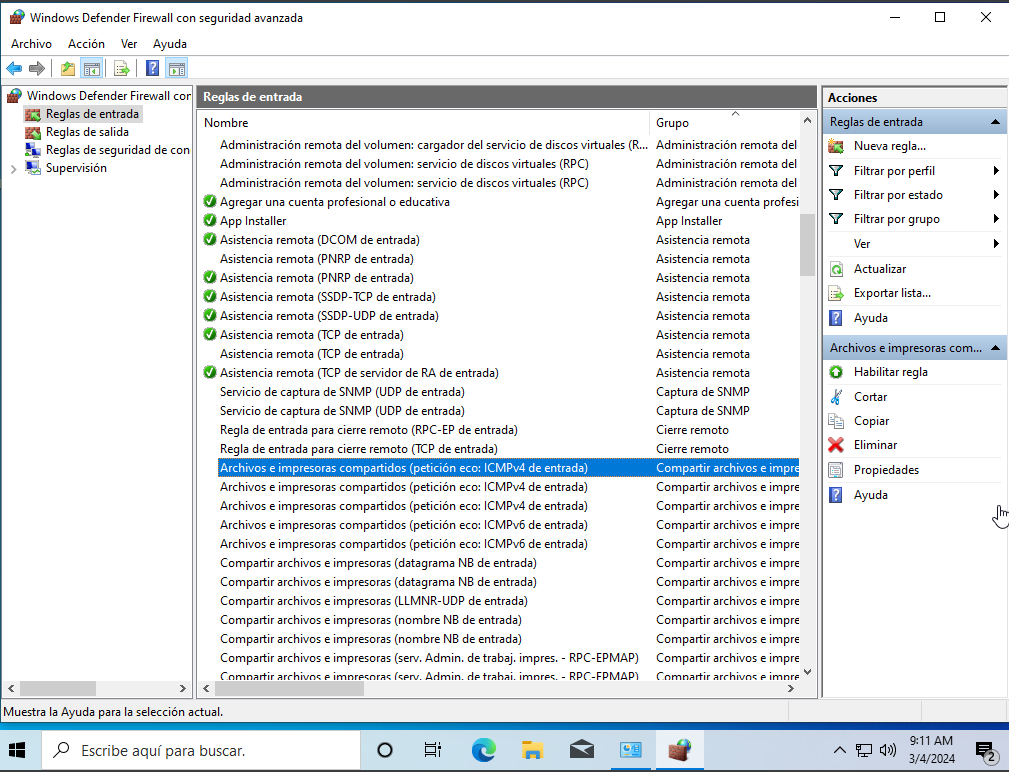 Windows Defender Firewall con seguridad avanzada
Archivo Acción Ver Ayuda
Windows Defender Firewall con
Reglas de entrada
Reglas de salida
Reglas de seguridad de con
Supervisión
Reglas de entrada
Nombre Grupo
Administración remota del volumen: cargador del servicio de discos virtuales (R... Administración remota del
Administración remota del volumen: servicio de discos virtuales (RPC) Administración remota del
Administración remota del volumen: servicio de discos virtuales (RPC) Administración remota del
Agregar una cuenta profesional o educativa Agregar una cuenta profesi
App Installer App Installer
Asistencia remota (DCOM de entrada) Asistencia remota
Asistencia remota (PNRP de entrada) Asistencia remota
Asistencia remota (PNRP de entrada) Asistencia remota
Asistencia remota (SSDP-TCP de entrada) Asistencia remota
Asistencia remota (SSDP-UDP de entrada) Asistencia remota
Asistencia remota (TCP de entrada) Asistencia remota
Asistencia remota (TCP de entrada) Asistencia remota
Asistencia remota (TCP de servidor de RA de entrada) Asistencia remota
Servicio de captura de SNMP (UDP de entrada) Captura de SNMP
Servicio de captura de SNMP (UDP de entrada) Captura de SNMP
Regla de entrada para cierre remoto (RPC-EP de entrada) Cierre remoto
Regla de entrada para cierre remoto (TCP de entrada) Cierre remoto
Archivos e impresoras compartidos (petición eco: ICMPv4 de entrada) Compartir archivos e impre
Archivos e impresoras compartidos (petición eco: ICMPv4 de entrada) Compartir archivos e impre
Archivos e impresoras compartidos (petición eco: ICMPv4 de entrada) Compartir archivos e impre
Archivos e impresoras compartidos (petición eco: ICMPv6 de entrada) Compartir archivos e impre
Archivos e impresoras compartidos (petición eco: ICMPv6 de entrada) Compartir archivos e impre
Compartir archivos e impresoras (datagrama NB de entrada) Compartir archivos e impre
Compartir archivos e impresoras (datagrama NB de entrada) Compartir archivos e impre
Compartir archivos e impresoras (LLMNR-UDP de entrada) Compartir archivos e impre
Compartir archivos e impresoras (nombre NB de entrada) Compartir archivos e impre
Compartir archivos e impresoras (nombre NB de entrada) Compartir archivos e impre
Compartir archivos e impresoras (serv. Admin. de trabaj. impres. - RPC-EPMAP) Compartir archivos e impre
Compartir archivos e impresoras (serv. Admin. de trabaj. impres. - RPC-EPMAP) Compartir archivos e impre
Acciones
Reglas de entrada
Nueva regla...
Filtrar por perfil
Filtrar por estado
Filtrar por grupo
Ver
Actualizar
Exportar lista...
Ayuda
Archivos e impresoras com...
Habilitar regla
Cortar
Copiar
Eliminar
Propiedades
Ayuda
Muestra la Ayuda para la selección actual.
Escribe aquí para buscar.
9:11 AM
3/4/2024
2